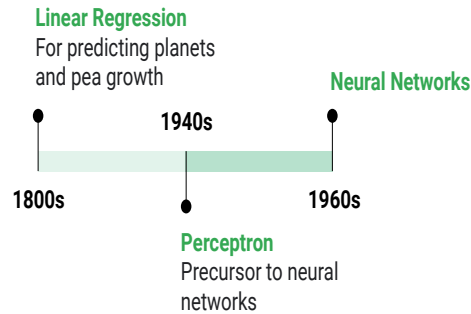 Linear Regression
For predicting planets
and pea growth
Neural Networks
1940s
1800s
1960s
Perceptron
Precursor to neural
networks